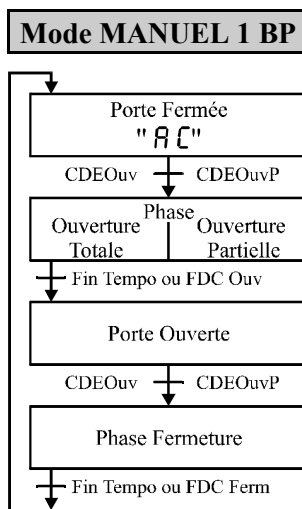 Mode MANUEL 1 BP
Porte Fermée
" A C"
CDEOuv CDEOuvP
Phase
Ouverture Ouverture
Totale Partielle
Fin Tempo ou FDC Ouv
Porte Ouverte
CDEOuv CDEOuvP
Phase Fermeture
Fin Tempo ou FDC Ferm